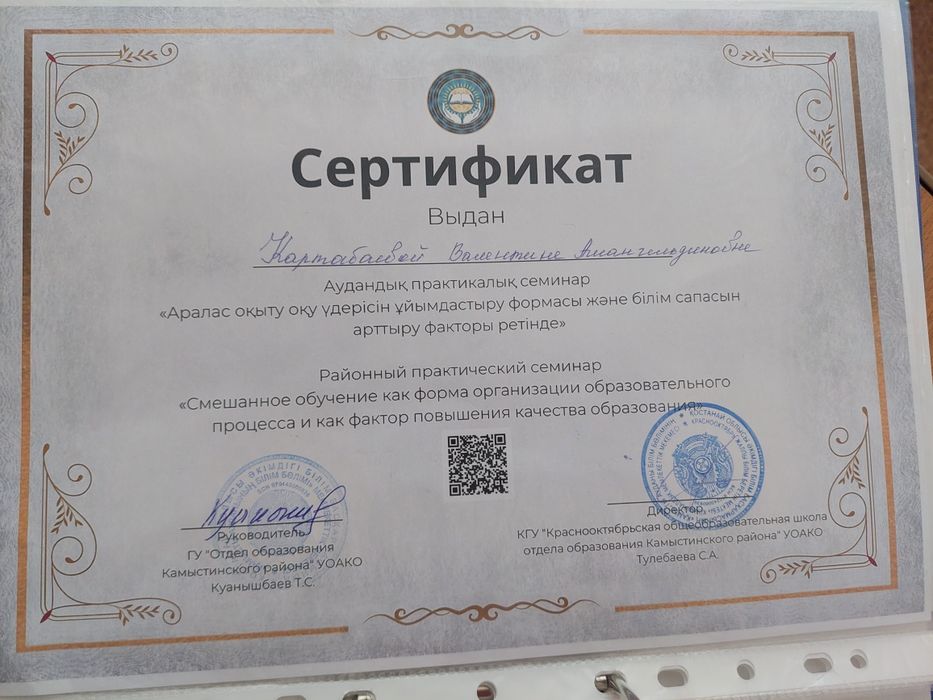 Сертификат
Выдан
Картабаевой Валентине Амангельдиновне
Аудандық практикалық семинар
«Аралас оқыту оқу үдерісін ұйымдастыру формасы және білім сапасын
арттыру факторы ретінде»
Районный практический семинар
«Смешанное обучение как форма организации образовательного
процесса и как фактор повышения качества образования»
Руководитель
ГУ "Отдел образования
Камыстинского района" УОАКО
Куанышбаев Т.С.
Директор
КГУ "Краснооктябрьская общеобразовательная школа
отдела образования Камыстинского района" УОАКО
Тулебаева С.А.